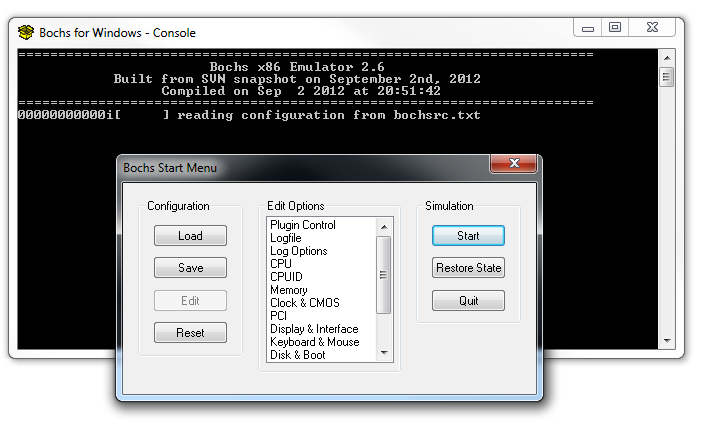 Bochs for Windows - Console
============================================================================
Bochs x86 Emulator 2.6
Built from SVN snapshot on September 2nd, 2012
Compiled on Sep  2 2012 at 20:51:42
============================================================================
00000000000i[      ] reading configuration from bochsrc.txt
Bochs Start Menu
Configuration
Load
Save
Edit
Reset
Edit Options
Plugin Control
Logfile
Log Options
CPU
CPUID
Memory
Clock & CMOS
PCI
Display & Interface
Keyboard & Mouse
Disk & Boot
Simulation
Start
Restore State
Quit